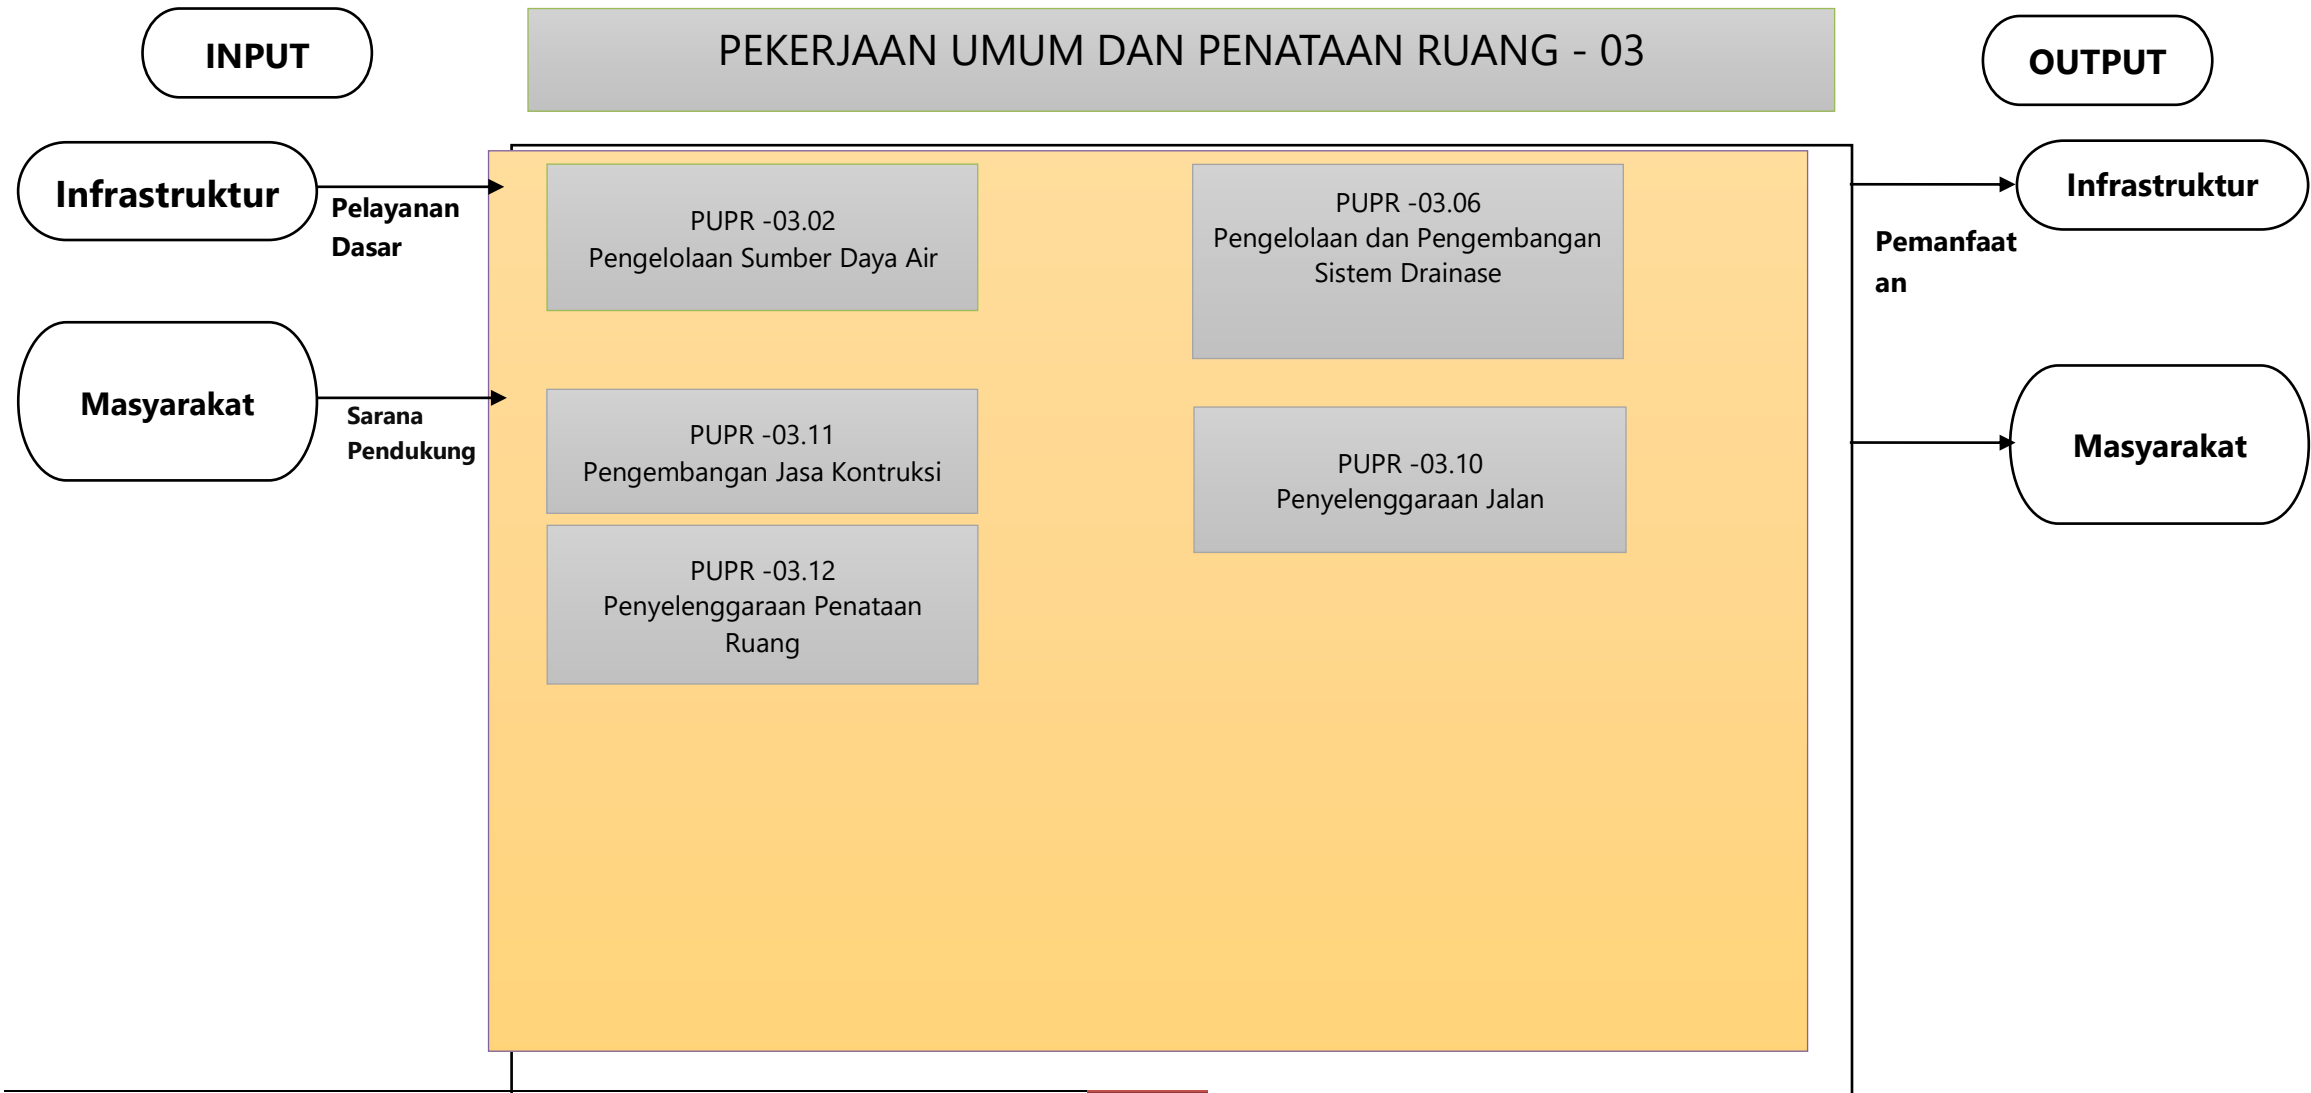 INPUT
PEKERJAAN UMUM DAN PENATAAN RUANG - 03
OUTPUT
Infrastruktur
Pelayanan
Dasar
Masyarakat
Sarana
Pendukung
PUPR -03.02
Pengelolaan Sumber Daya Air
PUPR -03.11
Pengembangan Jasa Kontruksi
PUPR -03.12
Penyelenggaraan Penataan
Ruang
PUPR -03.06
Pengelolaan dan Pengembangan
Sistem Drainase
PUPR -03.10
Penyelenggaraan Jalan
Infrastruktur
Pemanfaat
an
Masyarakat